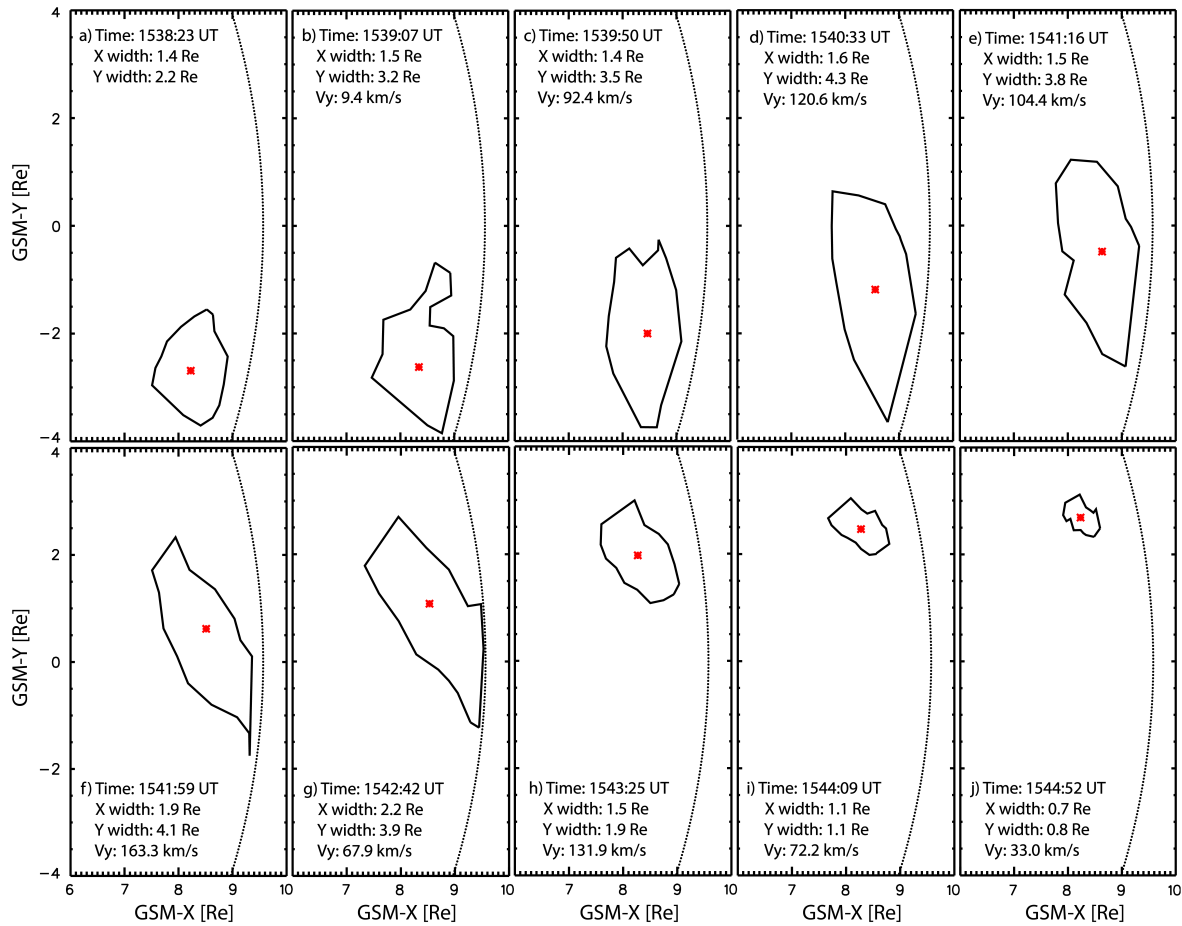 a) Time: 1538:23 UT
X width: 1.4 Re
Y width: 2.2 Re
b) Time: 1539:07 UT
X width: 1.5 Re
Y width: 3.2 Re
Vy: 9.4 km/s
c) Time: 1539:50 UT
X width: 1.4 Re
Y width: 3.5 Re
Vy: 92.4 km/s
d) Time: 1540:33 UT
X width: 1.6 Re
Y width: 4.3 Re
Vy: 120.6 km/s
e) Time: 1541:16 UT
X width: 1.5 Re
Y width: 3.8 Re
Vy: 104.4 km/s
4
2
0
−2
−4
GSM-Y [Re]
f) Time: 1541:59 UT
X width: 1.9 Re
Y width: 4.1 Re
Vy: 163.3 km/s
g) Time: 1542:42 UT
X width: 2.2 Re
Y width: 3.9 Re
Vy: 67.9 km/s
h) Time: 1543:25 UT
X width: 1.5 Re
Y width: 1.9 Re
Vy: 131.9 km/s
i) Time: 1544:09 UT
X width: 1.1 Re
Y width: 1.1 Re
Vy: 72.2 km/s
j) Time: 1544:52 UT
X width: 0.7 Re
Y width: 0.8 Re
Vy: 33.0 km/s
4
2
0
−2
−4
GSM-Y [Re]
6 7 8 9 10 7 8 9 10 7 8 9 10 7 8 9 10 7 8 9 10
GSM-X [Re] GSM-X [Re] GSM-X [Re] GSM-X [Re] GSM-X [Re]